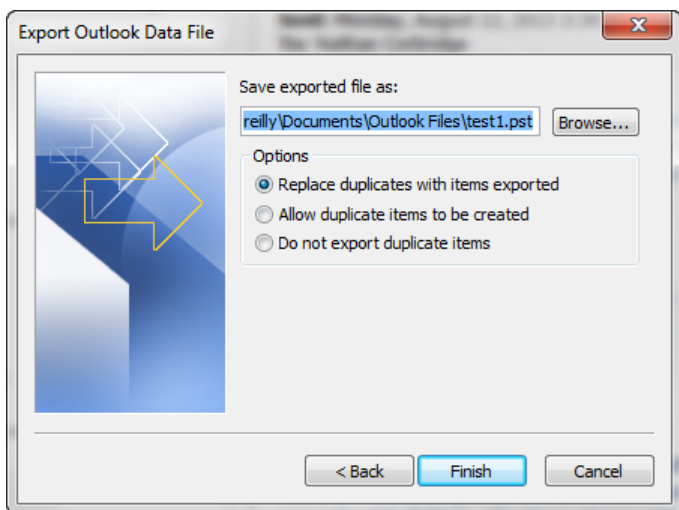 Export Outlook Data File
Save exported file as:
reilly\Documents\Outlook Files\test1.pst
Browse...
Options
Replace duplicates with items exported
Allow duplicate items to be created
Do not export duplicate items
< Back
Finish
Cancel